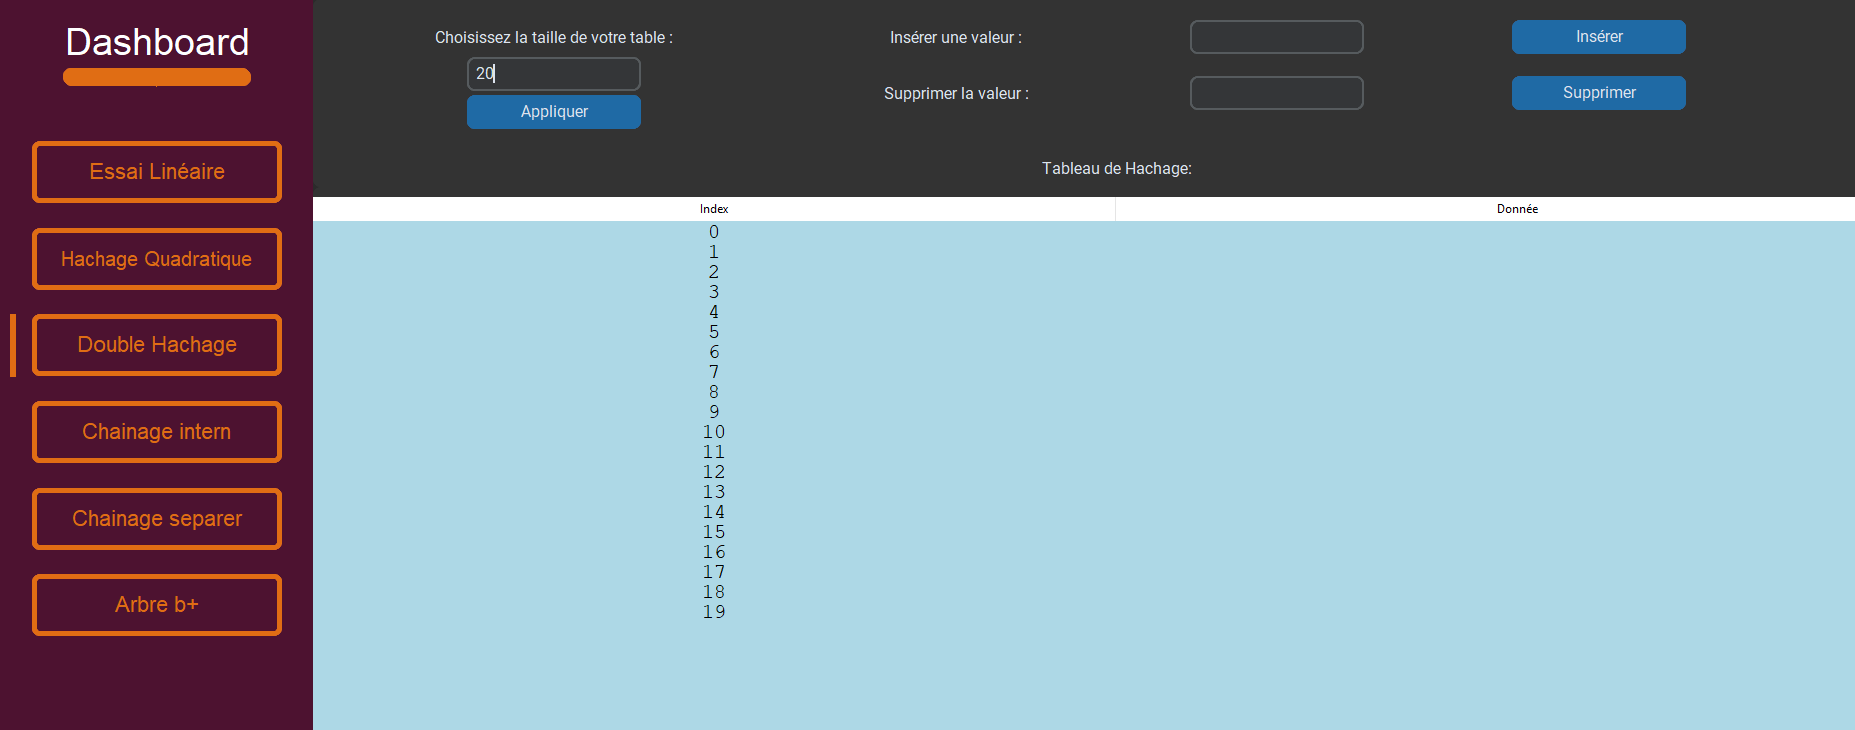 Dashboard
Essai Linéaire
Hachage Quadratique
Double Hachage
Chainage intern
Chainage separer
Arbre b+
Choisissez la taille de votre table :
20
Appliquer
Insérer une valeur :
Insérer
Supprimer la valeur :
Supprimer
Tableau de Hachage:
Index Donnée
0
1
2
3
4
5
6
7
8
9
10
11
12
13
14
15
16
17
18
19